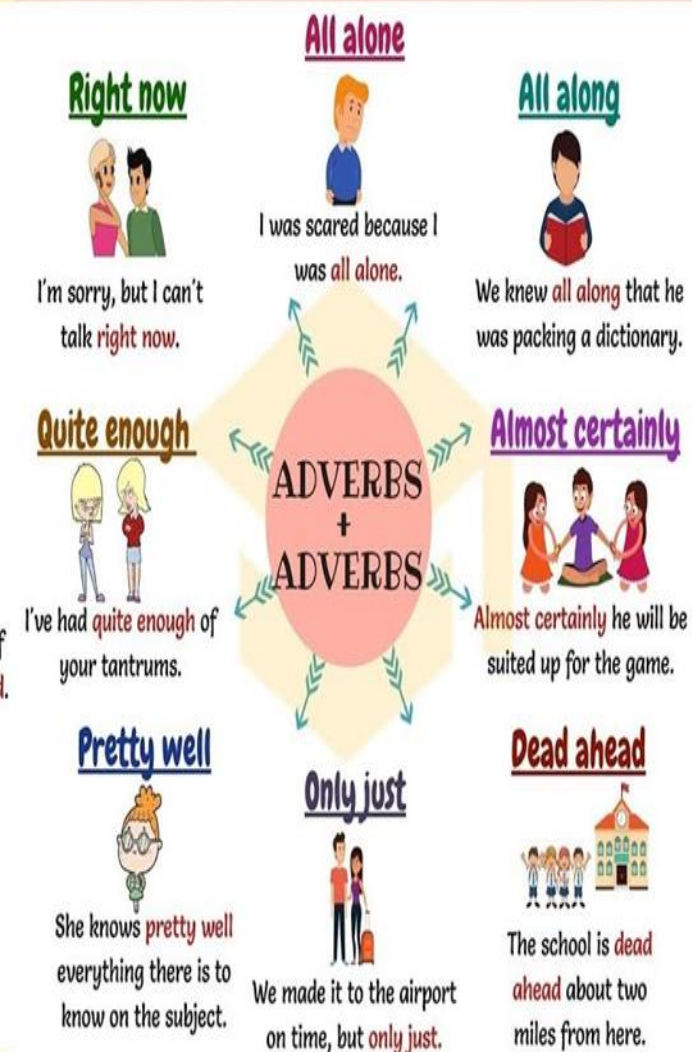 All alone
I was scared because I
was all alone.
Right now
I'm sorry, but I can't
talk right now.
All along
We knew all along that he
was packing a dictionary.
Quite enough
I've had quite enough of
your tantrums.
ADVERBS
+
ADVERBS
Almost certainly
Almost certainly he will be
suited up for the game.
Pretty well
She knows pretty well
everything there is to
know on the subject.
Only just
We made it to the airport
on time, but only just.
Dead ahead
The school is dead
ahead about two
miles from here.